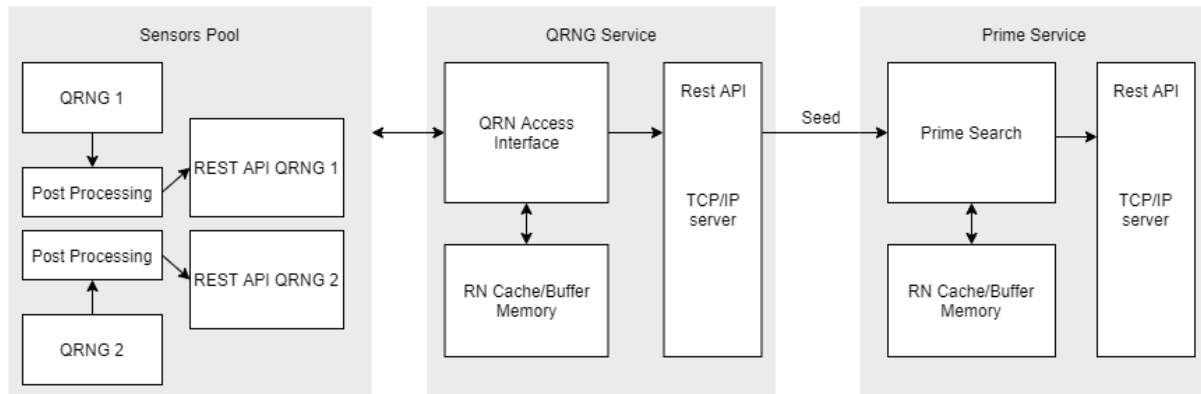 Sensors Pool
QRNG 1
Post Processing
REST API QRNG 1
Post Processing
REST API QRNG 2
QRNG 2
QRNG Service
QRN Access
Interface
RN Cache/Buffer
Memory
Rest API
TCP/IP
server
Seed
Prime Service
Prime Search
RN Cache/Buffer
Memory
Rest API
TCP/IP
server